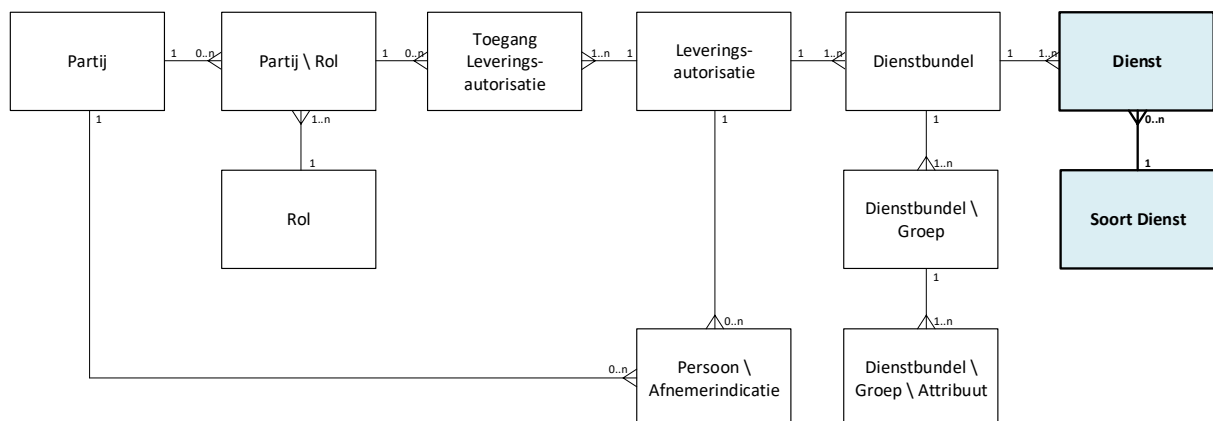 Partij
1
0..n
Partij \ Rol
1
0..n
Toegang
Leverings-
autorisatie
1..n
1
Leverings-
autorisatie
1
1..n
Dienstbundel
1
1..n
Dienst
1
1..n
1
1
0..n
1
Rol
1..n
Dienstbundel \
Groep
1
Soort Dienst
1
0..n
1..n
0..n
Persoon \
Afnemerindicatie
Dienstbundel \
Groep \ Attribuut